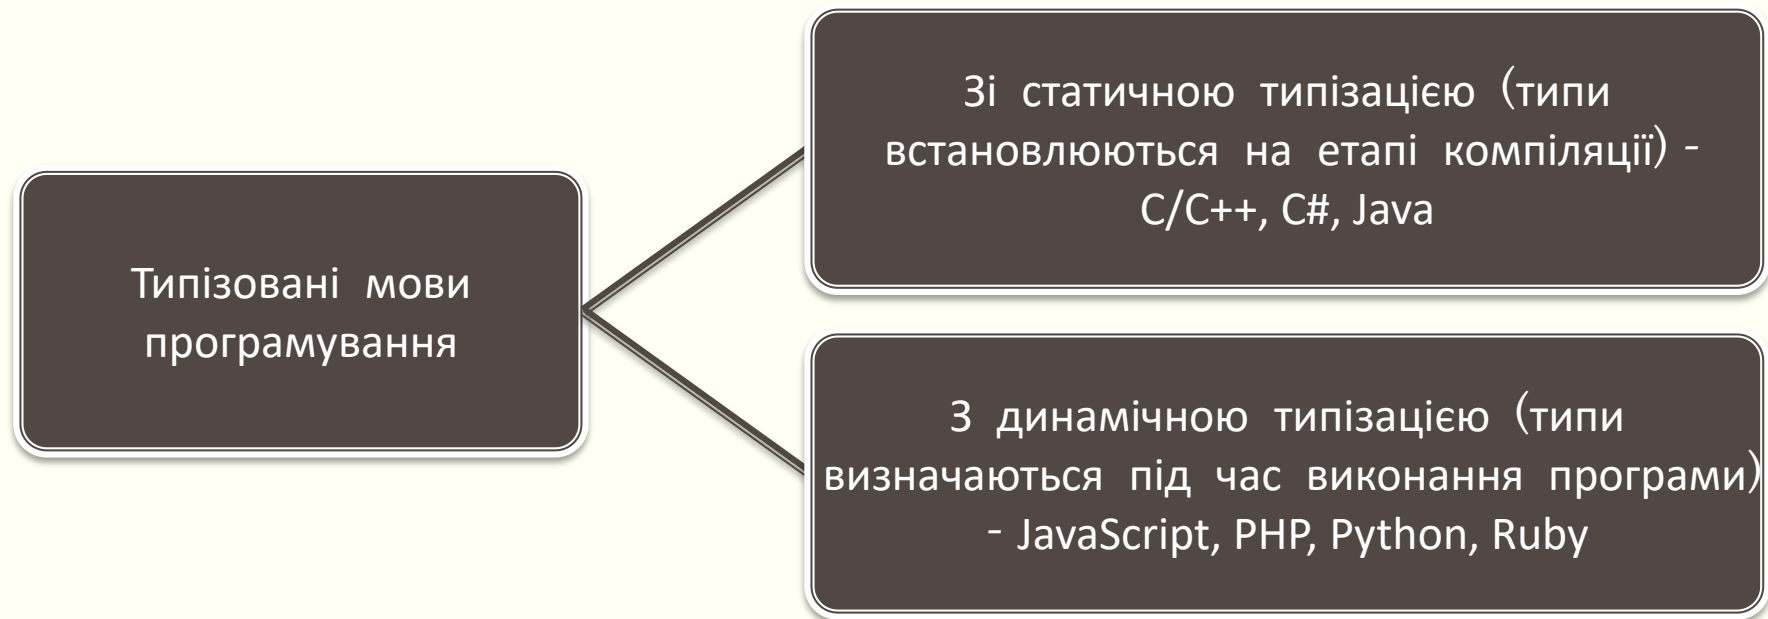 Типізовані мови
програмування
Зі статичною типізацією (типи
встановлюються на етапі компіляції) -
C/C++, C#, Java
З динамічною типізацією (типи
визначаються під час виконання програми)
- JavaScript, PHP, Python, Ruby